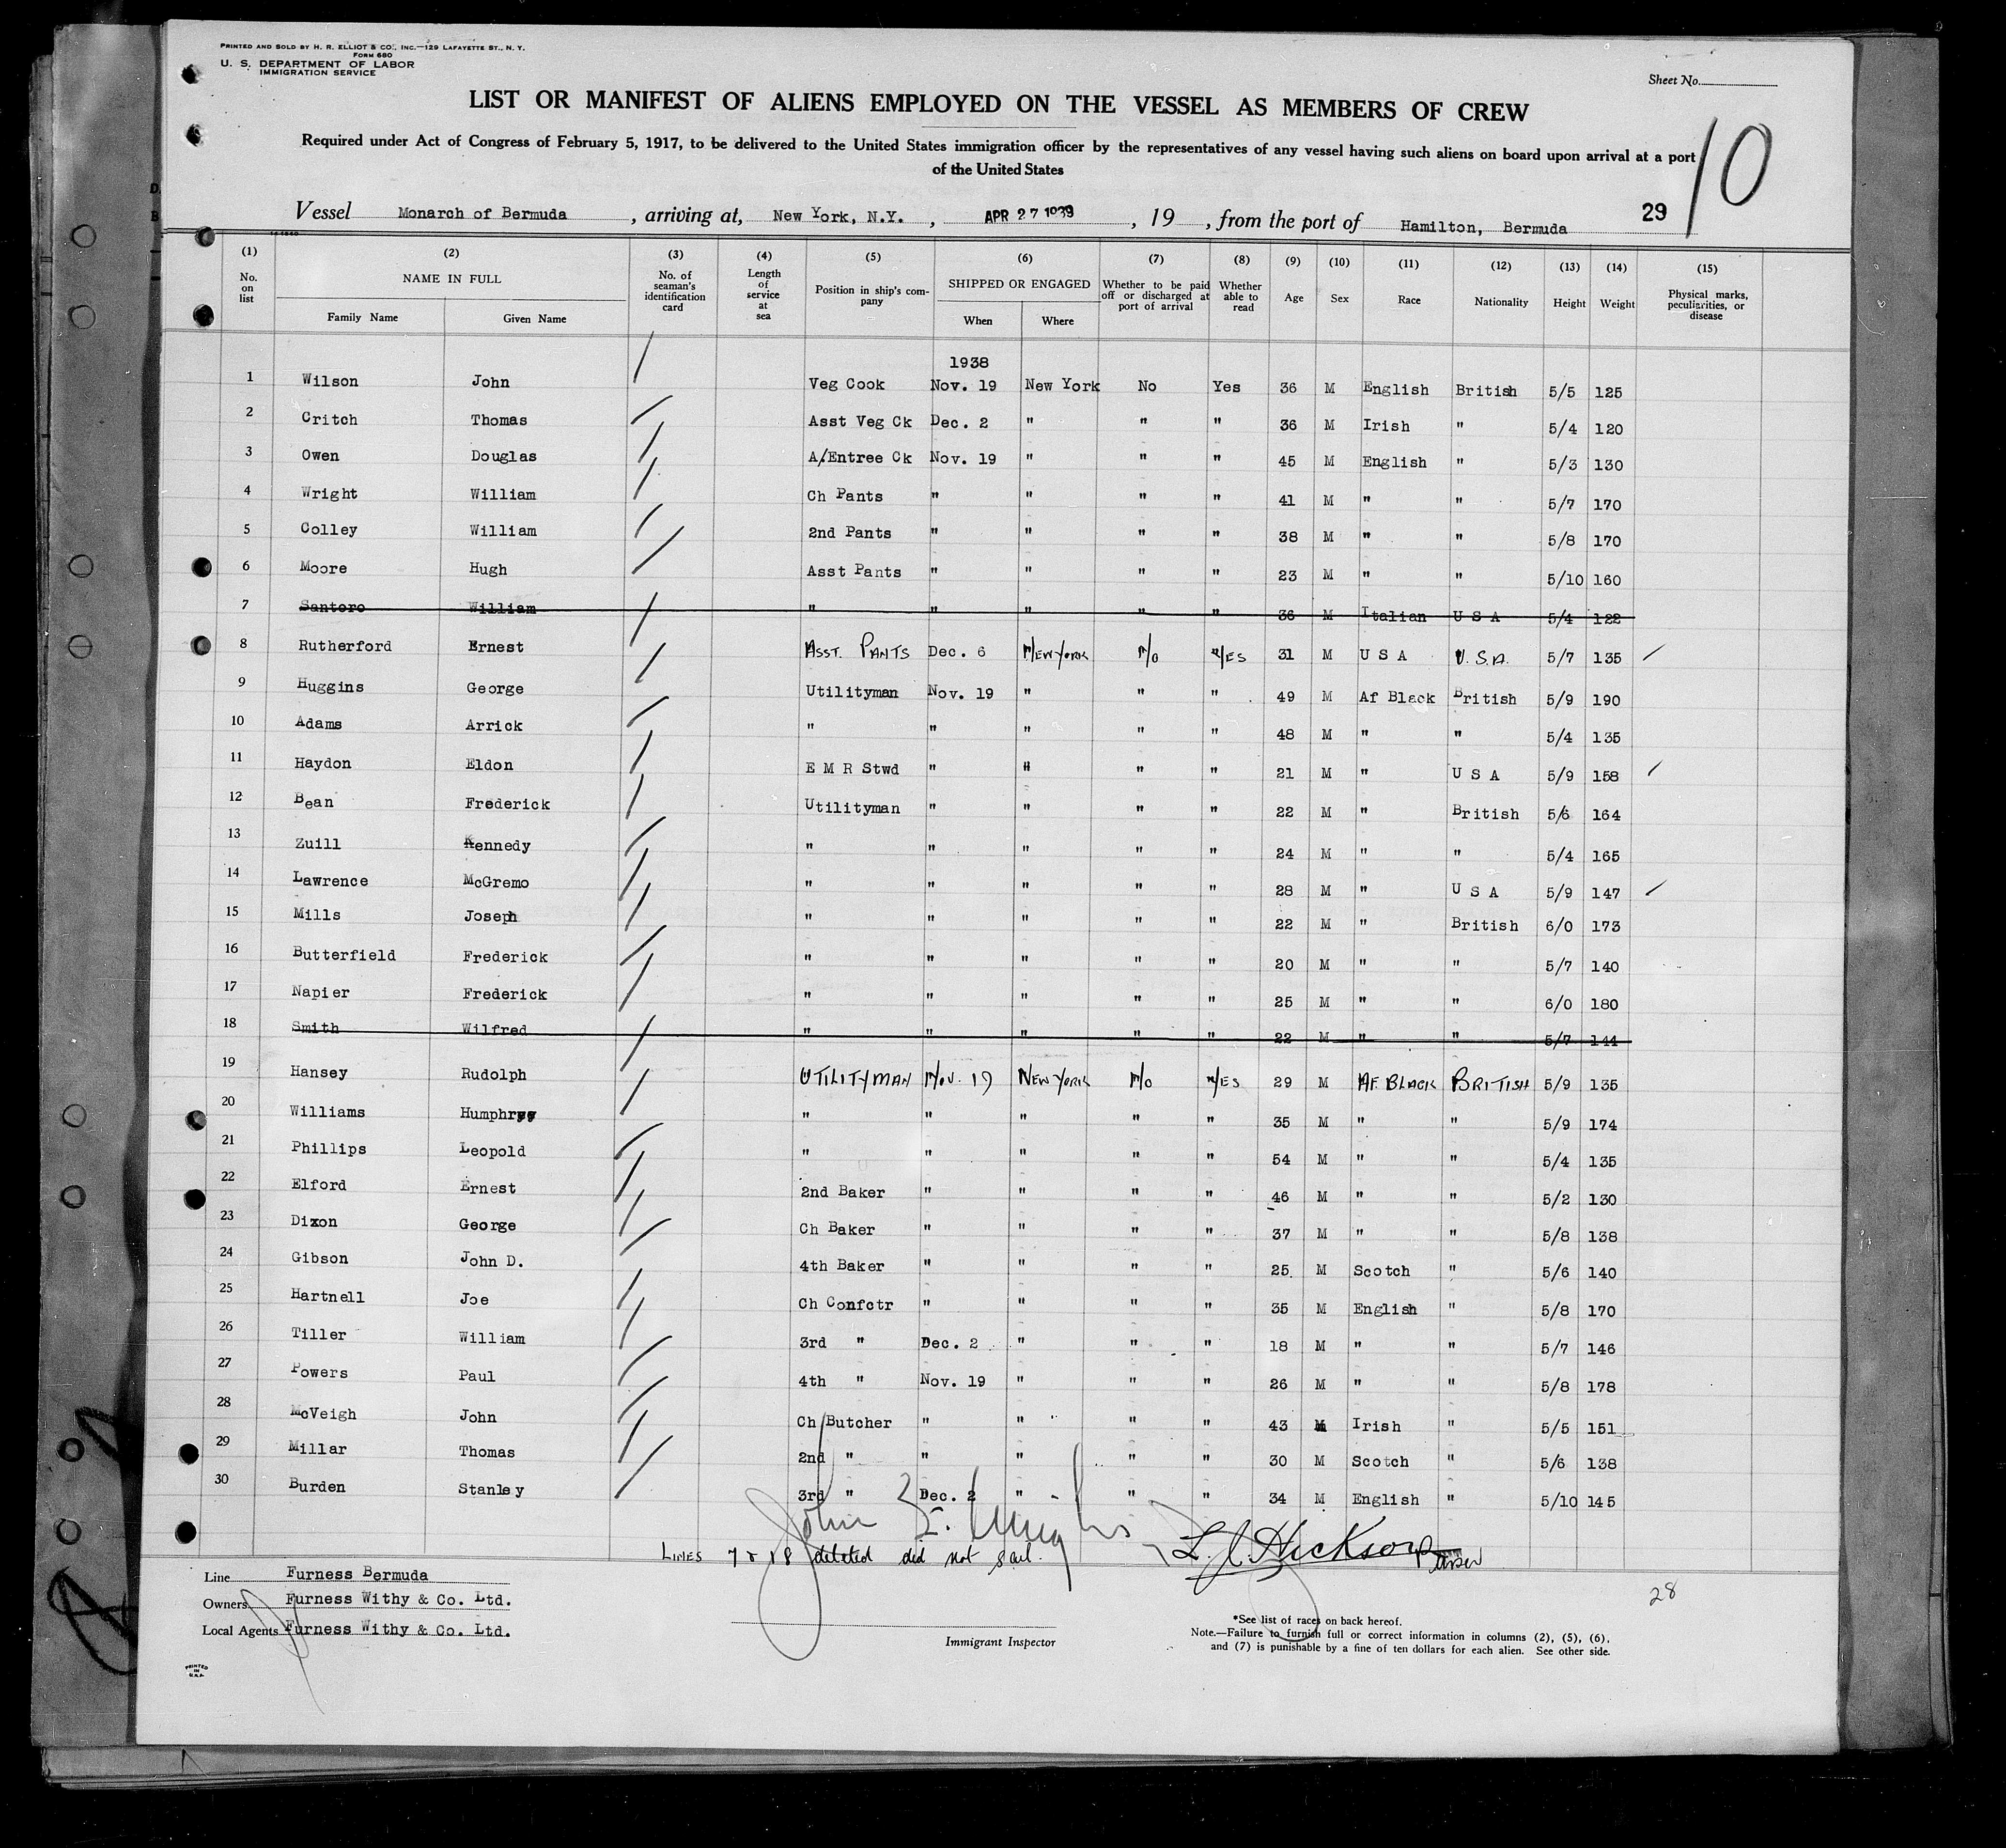 PRINTED AND SOLD BY H. R. ELLIOT & CO., INC.—129 LAFAYETTE ST., N. Y.
FORM 680
U. S. DEPARTMENT OF LABOR
IMMIGRATION SERVICE
Sheet No.
LIST OR MANIFEST OF ALIENS EMPLOYED ON THE VESSEL AS MEMBERS OF CREW
10
Required under Act of Congress of February 5, 1917, to be delivered to the United States immigration officer by the representatives of any vessel having such aliens on board upon arrival at a port
of the United States
Vessel Monarch of Bermuda, arriving at, New York, N.Y., APR 27 1939, 19, from the port of Hamilton, Bermuda 29
(1) (2) (3) (4) (5) (6) (7) (8) (9) (10) (11) (12) (13) (14) (15)
No. on list NAME IN FULL Family Name Given Name No. of seaman's identification card Length of service at sea Position in ship's company SHIPPED OR ENGAGED When Where Whether to be paid off or discharged at port of arrival Whether able to read Age Sex Race Nationality Height Weight Physical marks, peculiarities, or disease
1938
1 Wilson John Veg Cook Nov. 19 New York No Yes 36 M English British 5/5 125
2 Critch Thomas Asst Veg Ck Dec. 2 " " " 36 M Irish " 5/4 120
3 Owen Douglas A/Entree Ck Nov. 19 " " " 45 M English " 5/3 130
4 Wright William Ch Pants " " " " 41 M " " 5/7 170
5 Colley William 2nd Pants " " " " 38 M " " 5/8 170
6 Moore Hugh Asst Pants " " " " 23 M " " 5/10 160
7 Santoro William " " " " " 36 M Italian U S A 5/4 122
8 Rutherford Ernest ASST. PANTS Dec. 6 NEW YORK NO YES 31 M U S A U.S.A. 5/7 135
9 Huggins George Utilityman Nov. 19 " " " 49 M Af Black British 5/9 190
10 Adams Arrick " " " " " 48 M " " 5/4 135
11 Haydon Eldon E M R Stwd " " " " 21 M " U S A 5/9 158
12 Bean Frederick Utilityman " " " " 22 M " British 5/6 164
13 Zuill Kennedy " " " " " 24 M " " 5/4 165
14 Lawrence McGremo " " " " " 28 M " U S A 5/9 147
15 Mills Joseph " " " " " 22 M " British 6/0 173
16 Butterfield Frederick " " " " " 20 M " " 5/7 140
17 Napier Frederick " " " " " 25 M " " 6/0 180
18 Smith Wilfred " " " " " 22 M " " 5/7 144
19 Hansey Rudolph UTILITYMAN NOV. 19 NEW YORK NO YES 29 M AF. BLACK BRITISH 5/9 135
20 Williams Humphrey " " " " " 35 M " " 5/9 174
21 Phillips Leopold " " " " " 54 M " " 5/4 135
22 Elford Ernest 2nd Baker " " " " 46 M " " 5/2 130
23 Dixon George Ch Baker " " " " 37 M " " 5/8 138
24 Gibson John D. 4th Baker " " " " 25 M Scotch " 5/6 140
25 Hartnell Joe Ch Confctr " " " " 35 M English " 5/8 170
26 Tiller William 3rd " Dec. 2 " " " 18 M " " 5/7 146
27 Powers Paul 4th " Nov. 19 " " " 26 M " " 5/8 178
28 McVeigh John Ch Butcher " " " " 43 M Irish " 5/5 151
29 Millar Thomas 2nd " " " " " 30 M Scotch " 5/6 138
30 Burden Stanley 3rd " Dec. 2 " " " 34 M English " 5/10 145
John
LINES 7 & 18 deleted did not sail. L. J. Hickson Purser
Line Furness Bermuda
Owners Furness Withy & Co. Ltd.
Local Agents Furness Withy & Co. Ltd.
28
Immigrant Inspector
*See list of races on back hereof.
Note.—Failure to furnish full or correct information in columns (2), (5), (6), and (7) is punishable by a fine of ten dollars for each alien. See other side.
PRINTED IN U.S.A.